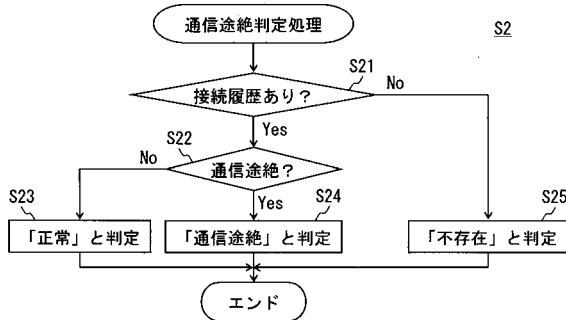 通信途絶判定処理
S2
S21
接続履歴あり？
No
Yes
S22
通信途絶？
No
Yes
S23
「正常」と判定
S24
「通信途絶」と判定
S25
「不存在」と判定
エンド